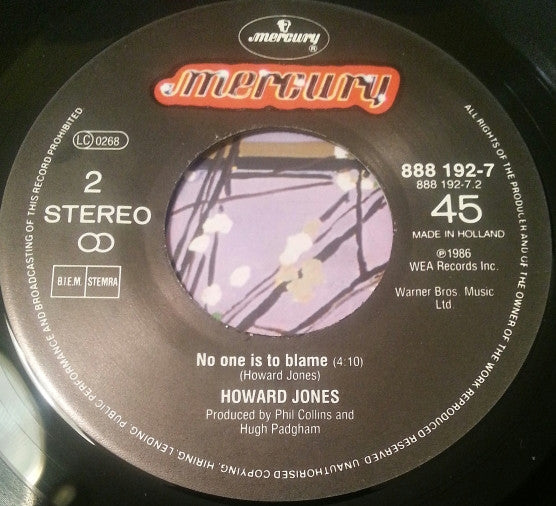 mercury ®
mercury
LC 0268
2
STEREO
B.I.E.M. STEMRA
888 192-7
888 192-7.2
45
MADE IN HOLLAND
℗1986
WEA Records Inc.
Warner Bros. Music
Ltd.
No one is to blame (4:10)
(Howard Jones)
HOWARD JONES
Produced by Phil Collins and
Hugh Padgham
ALL RIGHTS OF THE PRODUCER AND OF THE OWNER OF THE WORK REPRODUCED RESERVED. UNAUTHORISED COPYING, HIRING, LENDING, PUBLIC PERFORMANCE AND BROADCASTING OF THIS RECORD PROHIBITED.